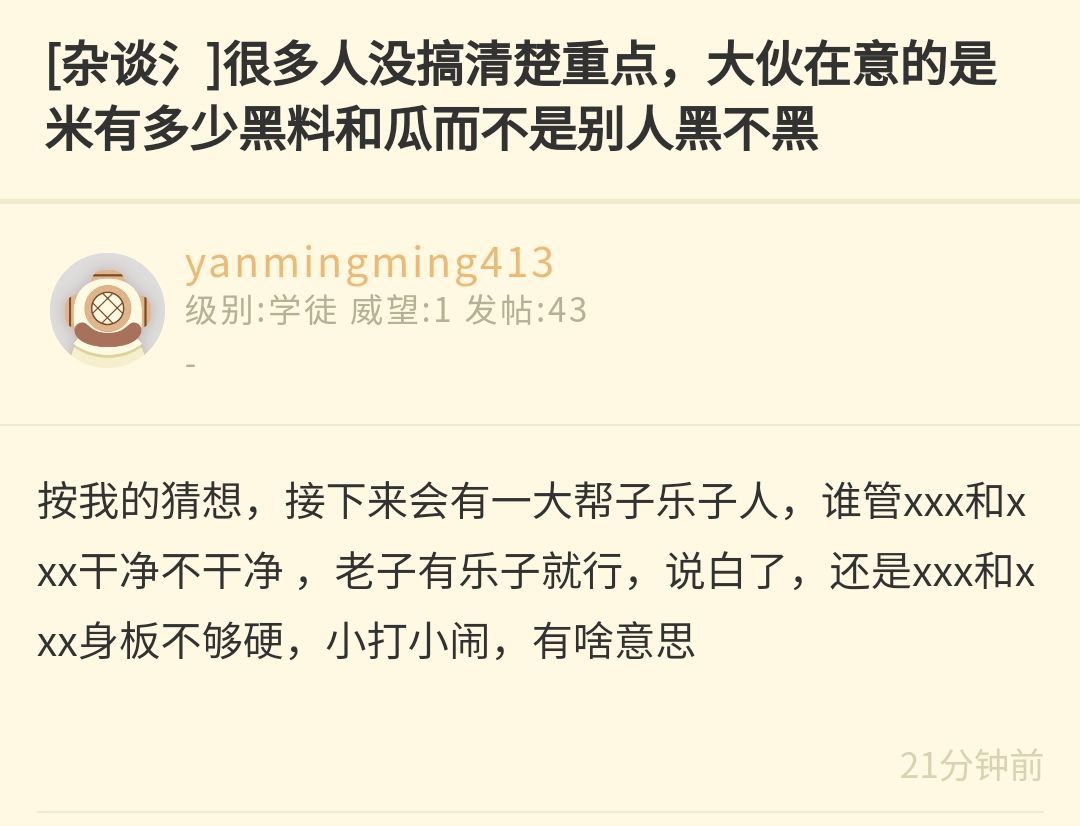 [杂谈氵]很多人没搞清楚重点，大伙在意的是
米有多少黑料和瓜而不是别人黑不黑
yanmingming413
级别:学徒 威望:1 发帖:43
-
按我的猜想，接下来会有一大帮子乐子人，谁管xxx和x
xx干净不干净 ，老子有乐子就行，说白了，还是xxx和x
xx身板不够硬，小打小闹，有啥意思
21分钟前